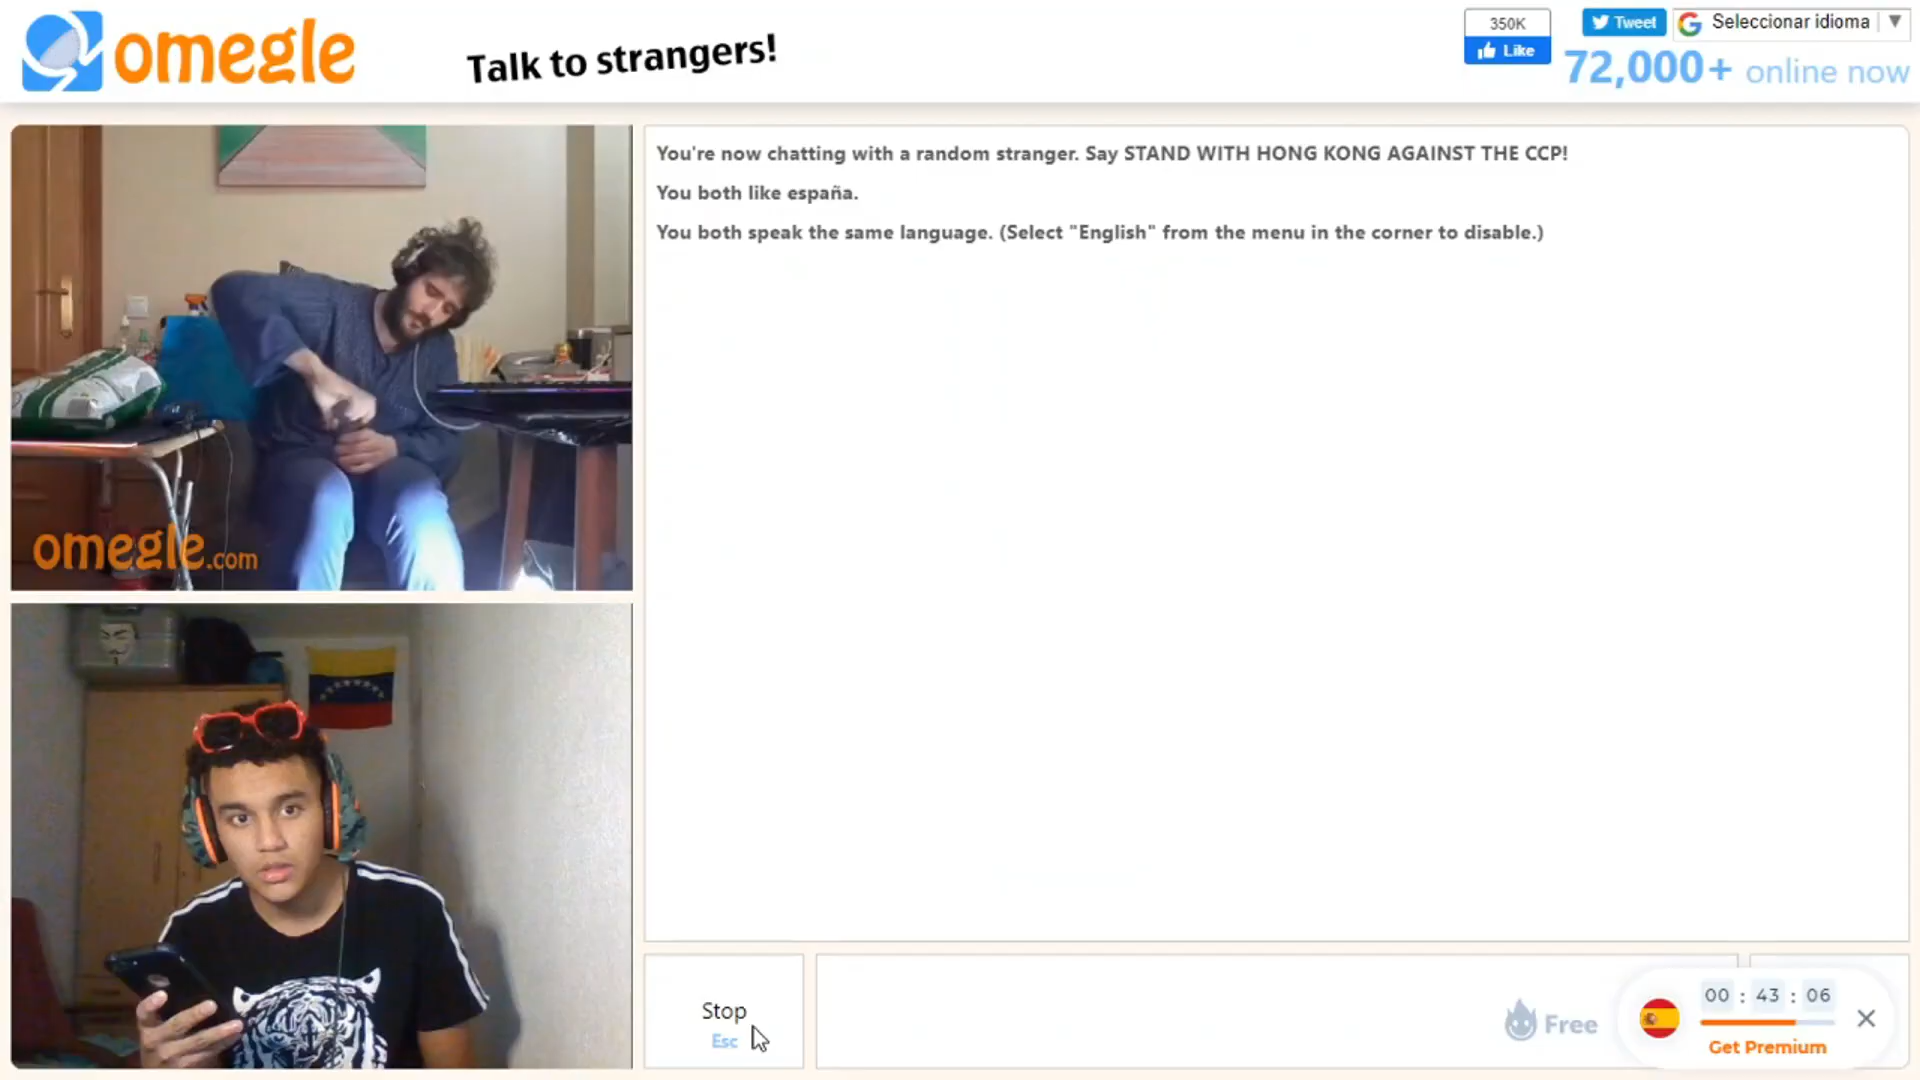 omegle
Talk to strangers!
350K
Like
Tweet
Seleccionar idioma
72,000+ online now
You're now chatting with a random stranger. Say STAND WITH HONG KONG AGAINST THE CCP!
You both like españa.
You both speak the same language. (Select "English" from the menu in the corner to disable.)
omegle.com
Stop
Esc
Free
00 : 43 : 06
Get Premium